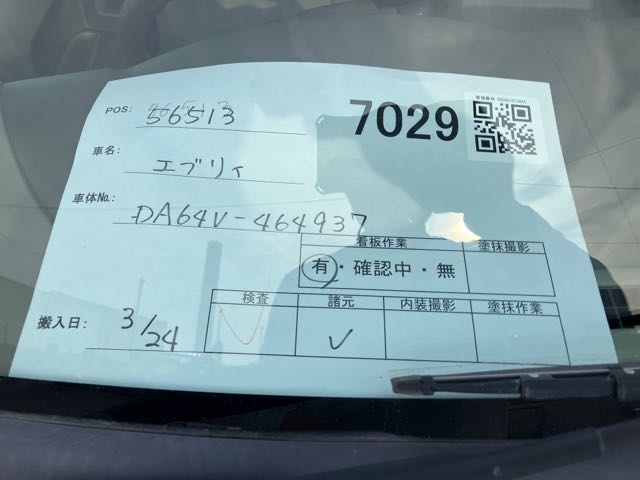 POS: 56513
7029
車名: エブリィ
車体No.: DA64V-464937
看板作業 塗抹撮影
有・確認中・無
検査 諸元 内装撮影 塗抹作業
搬入日: 3/24